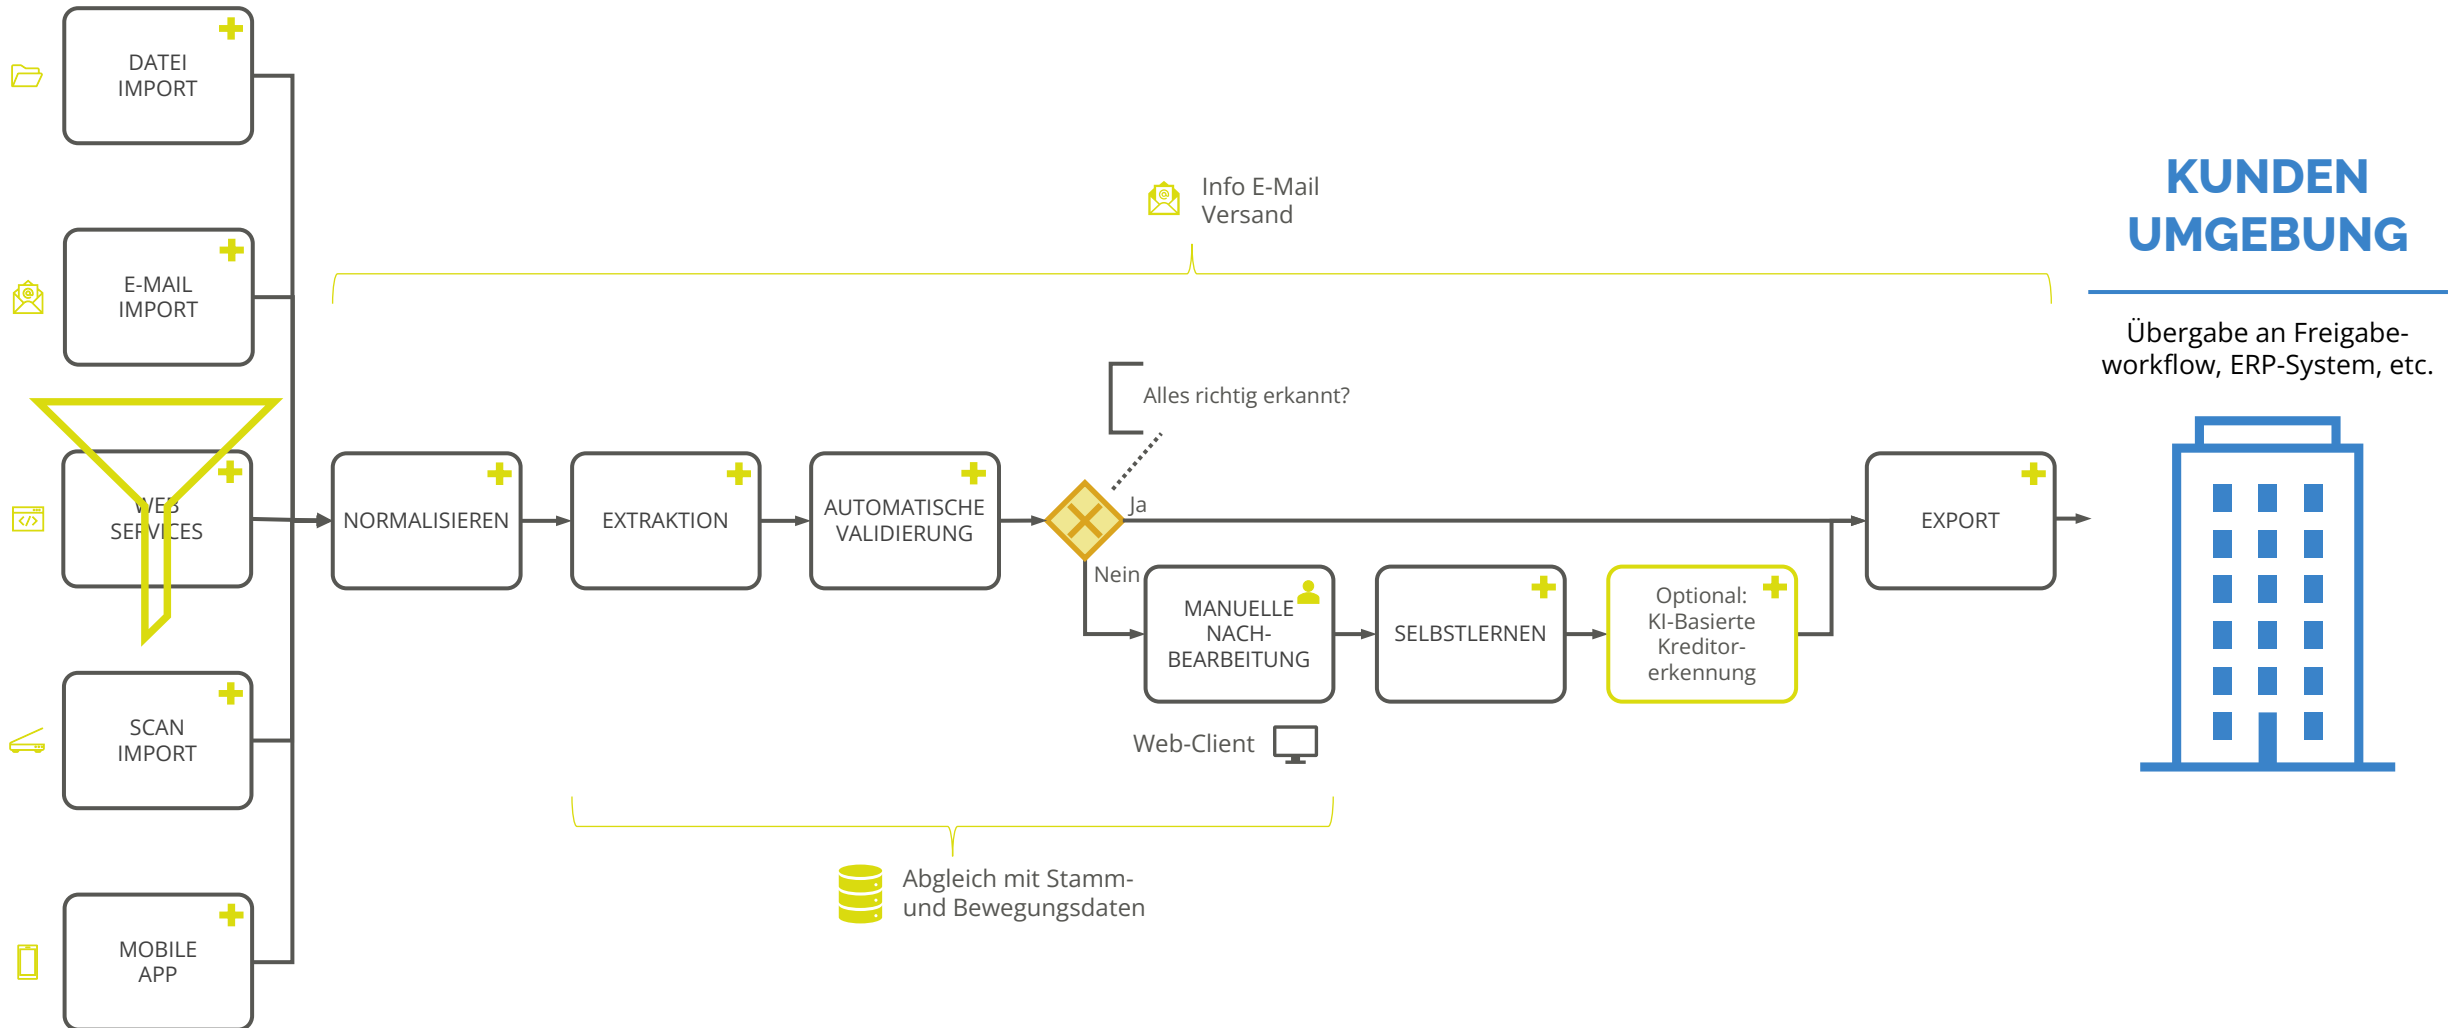 DATEI
IMPORT
E-MAIL
IMPORT
WEB
SERVICES
SCAN
IMPORT
MOBILE
APP
NORMALISIEREN
EXTRAKTION
AUTOMATISCHE
VALIDIERUNG
Info E-Mail
Versand
Alles richtig erkannt?
Ja
Nein
MANUELLE
NACH-
BEARBEITUNG
Web-Client
SELBSTLERNEN
Optional:
KI-Basierte
Kreditor-
erkennung
Abgleich mit Stamm-
und Bewegungsdaten
EXPORT
KUNDEN
UMGEBUNG
Übergabe an Freigabe-
workflow, ERP-System, etc.